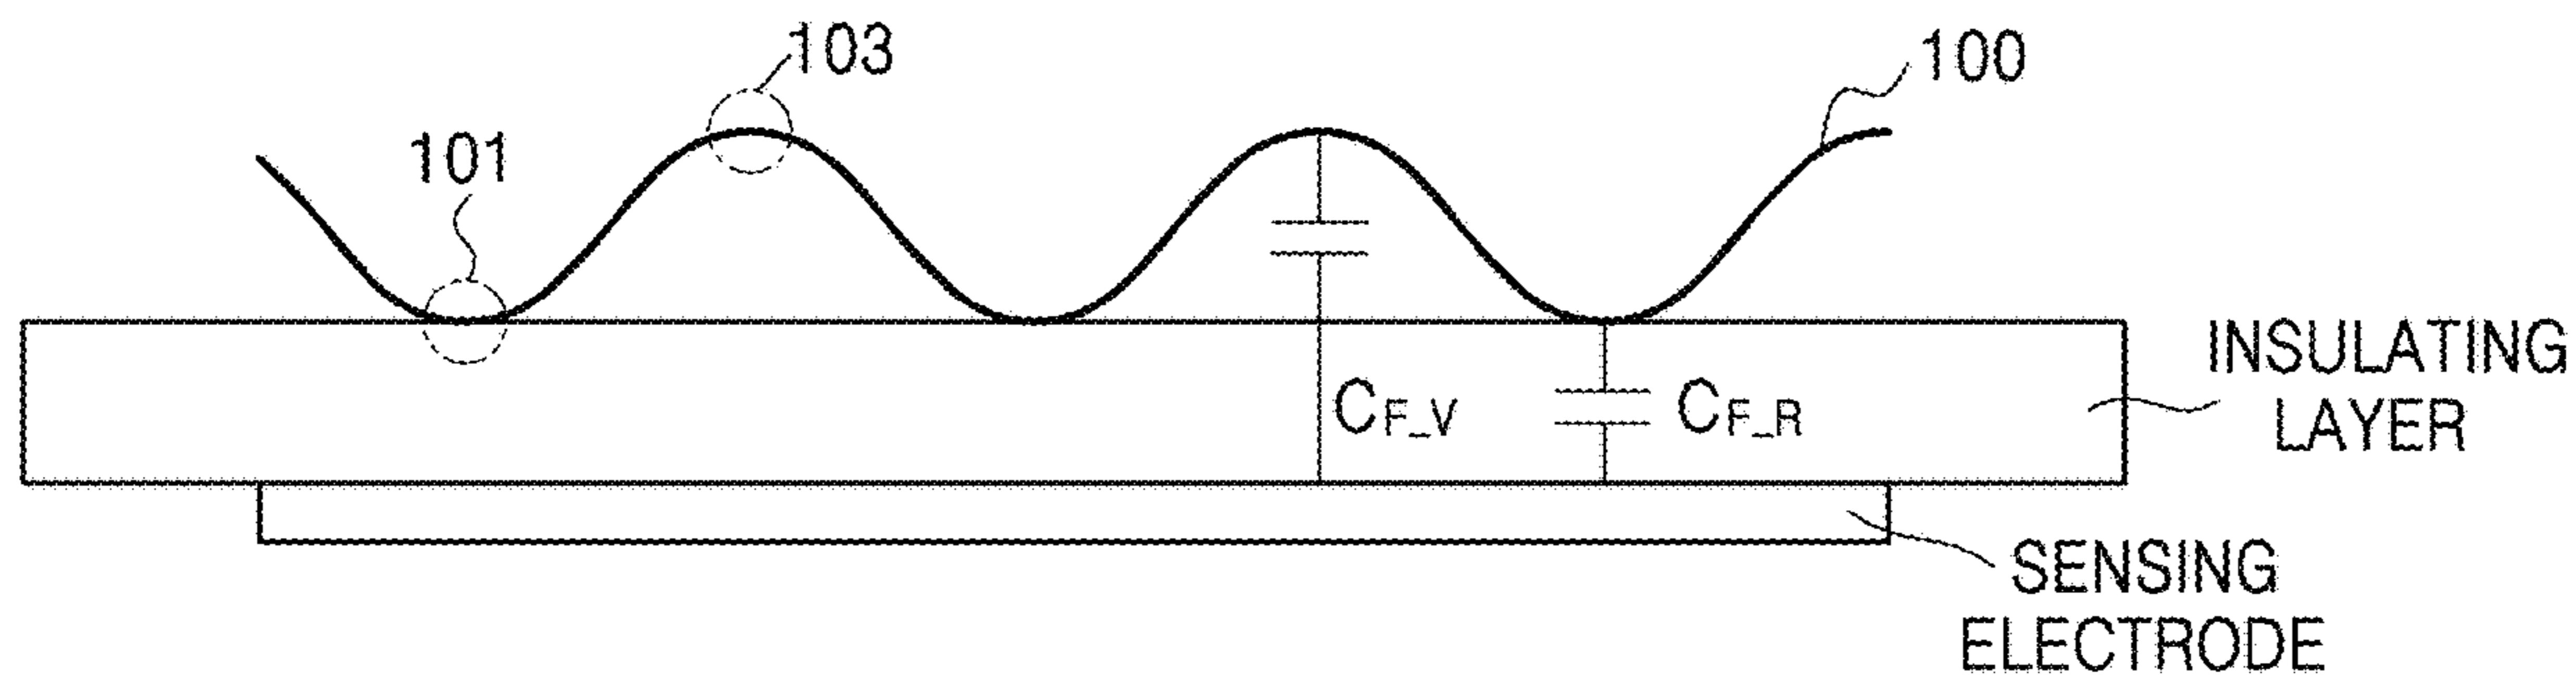 103
100
101
INSULATING
LAYER
CF_V
CF_R
SENSING
ELECTRODE